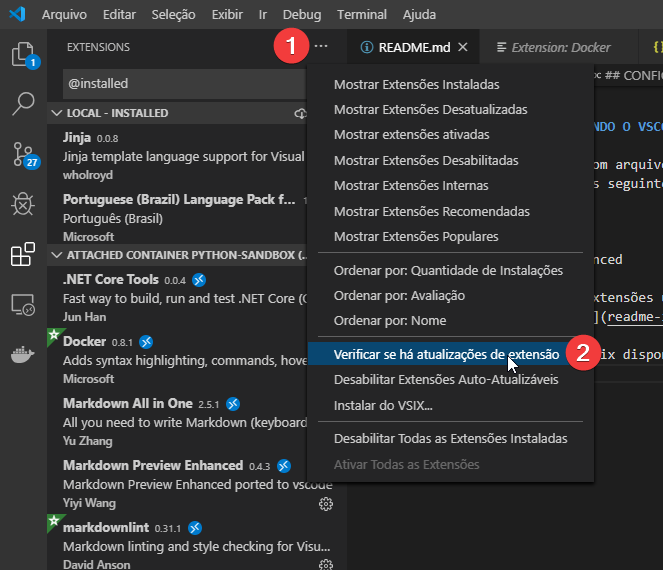 Arquivo Editar Seleção Exibir Ir Debug Terminal Ajuda
EXTENSIONS
1
README.md
Extension: Docker
{}
@installed
## CONFIG
LOCAL - INSTALLED
Jinja 0.0.8
Jinja template language support for Visual
wholroyd
Portuguese (Brazil) Language Pack f... 1
Português (Brasil)
Microsoft
ATTACHED CONTAINER PYTHON-SANDBOX (...
.NET Core Tools 0.0.4
Fast way to build, run and test .NET Core (
Jun Han
Docker 0.8.1
Adds syntax highlighting, commands, hove
Microsoft
Markdown All in One 2.5.1
All you need to write Markdown (keyboard
Yu Zhang
Markdown Preview Enhanced 0.4.3
Markdown Preview Enhanced ported to vscode
Yiyi Wang
markdownlint 0.31.1
Markdown linting and style checking for Visu...
David Anson
1
27
Mostrar Extensões Instaladas
Mostrar Extensões Desatualizadas
Mostrar extensões ativadas
Mostrar Extensões Desabilitadas
Mostrar Extensões Internas
Mostrar Extensões Recomendadas
Mostrar Extensões Populares
Ordenar por: Quantidade de Instalações
Ordenar por: Avaliação
Ordenar por: Nome
Verificar se há atualizações de extensão
2
Desabilitar Extensões Auto-Atualizáveis
Instalar do VSIX...
Desabilitar Todas as Extensões Instaladas
Ativar Todas as Extensões
NDO O VSCO
om arquivo
s seguinte
nced
xtensões
](readme-
ix dispon